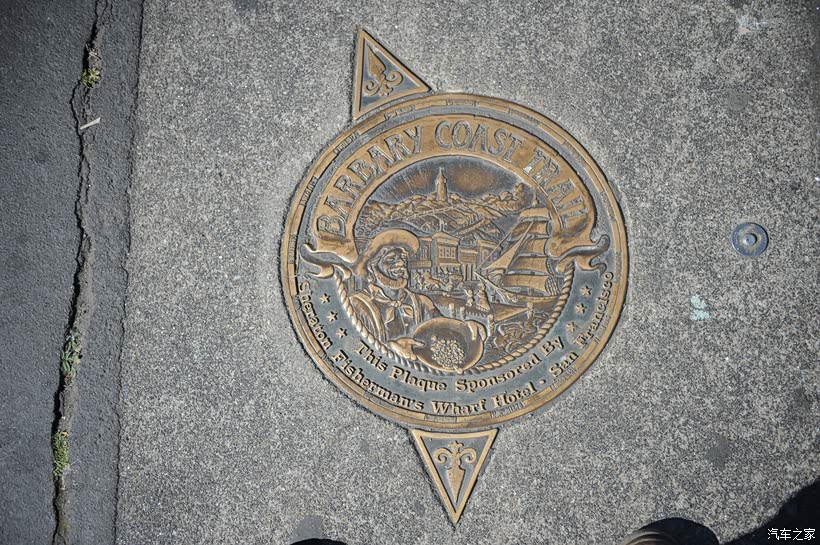 BARBARY COAST TRAIL
This Plaque Sponsored By
Sheraton Fisherman's Wharf Hotel · San Francisco
汽车之家